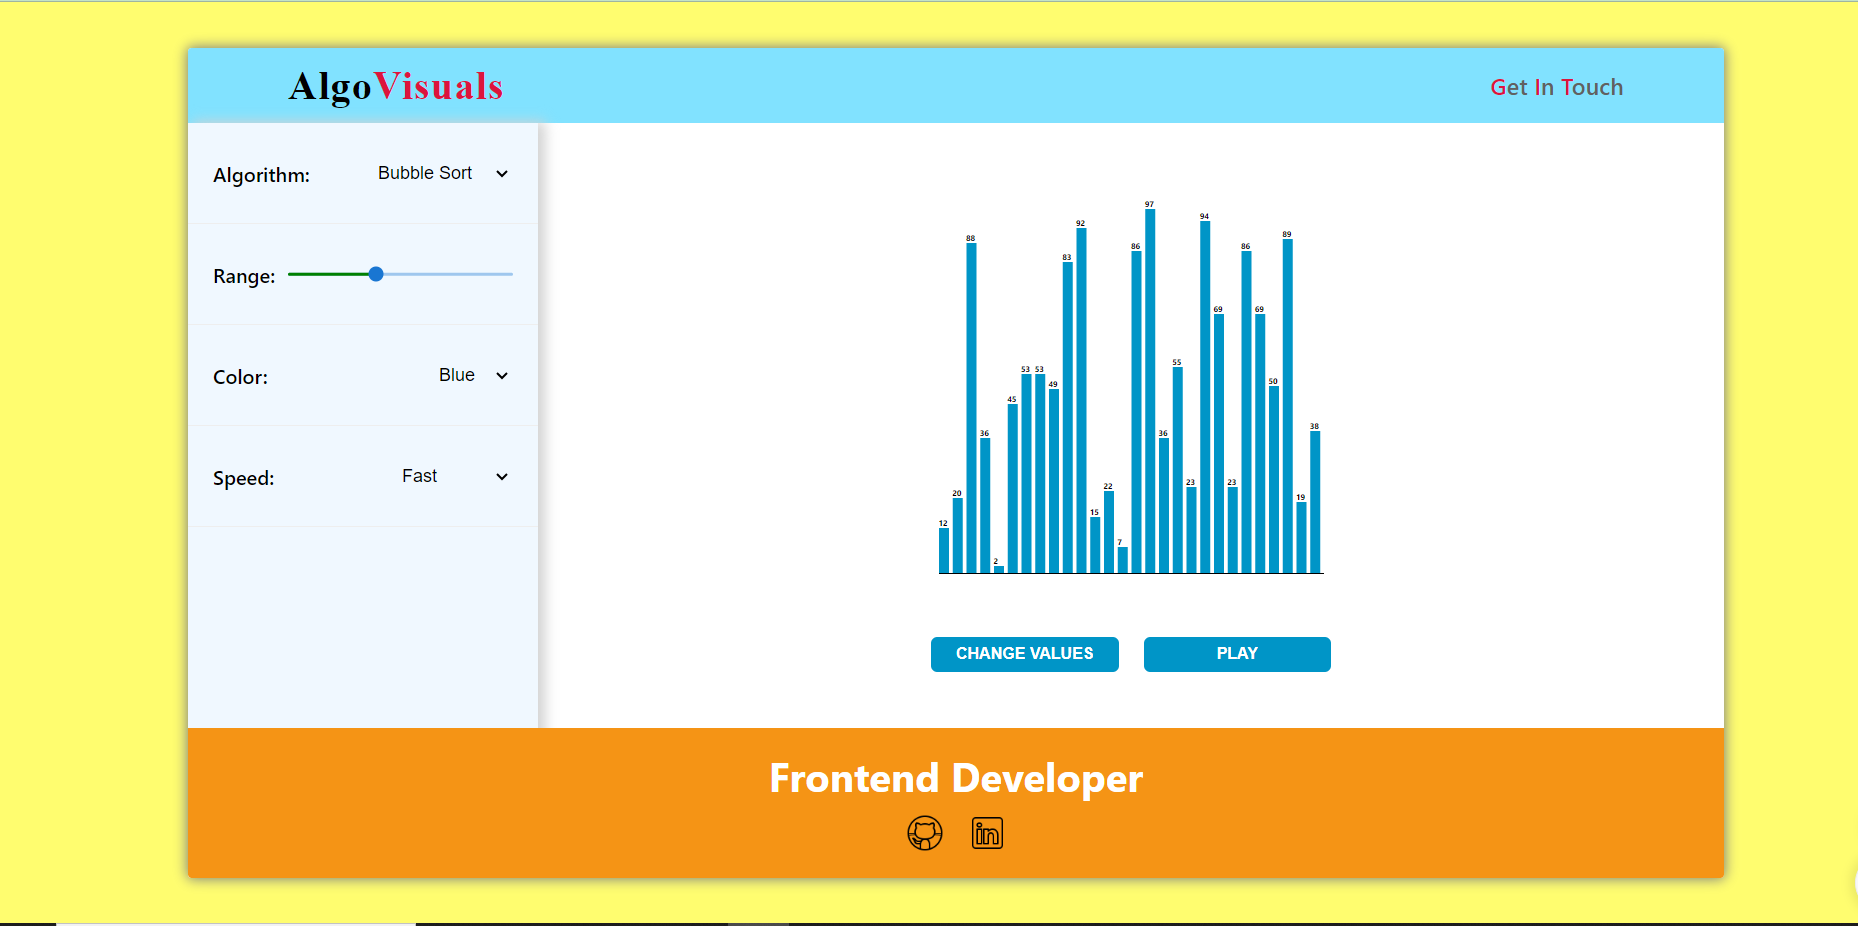 AlgoVisuals
Get In Touch
Algorithm: Bubble Sort
Range:
Color: Blue
Speed: Fast
12 20 88 36 2 45 53 53 49 83 92 15 22 7 86 97 36 55 23 94 69 23 86 69 50 89 19 38
CHANGE VALUES PLAY
Frontend Developer
in